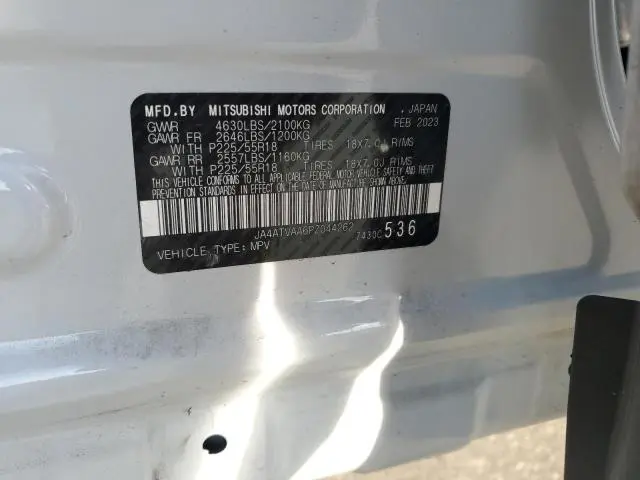 MFD.BY MITSUBISHI MOTORS CORPORATION , JAPAN
GVWR 4630LBS/2100KG FEB 2023
GAWR FR 2646LBS/1200KG
WITH P225/55R18 TIRES 18X7.0J RIMS
GAWR RR 2557LBS/1160KG
WITH P225/55R18 TIRES 18X7.0J RIMS
THIS VEHICLE CONFORMS TO ALL APPLICABLE FEDERAL MOTOR VEHICLE SAFETY, BUMPER AND THEFT
PREVENTION STANDARDS IN EFFECT ON THE DATE OF MANUFACTURE SHOWN ABOVE.
JA4ATVAA6PZ044262
7430C 536
VEHICLE TYPE: MPV